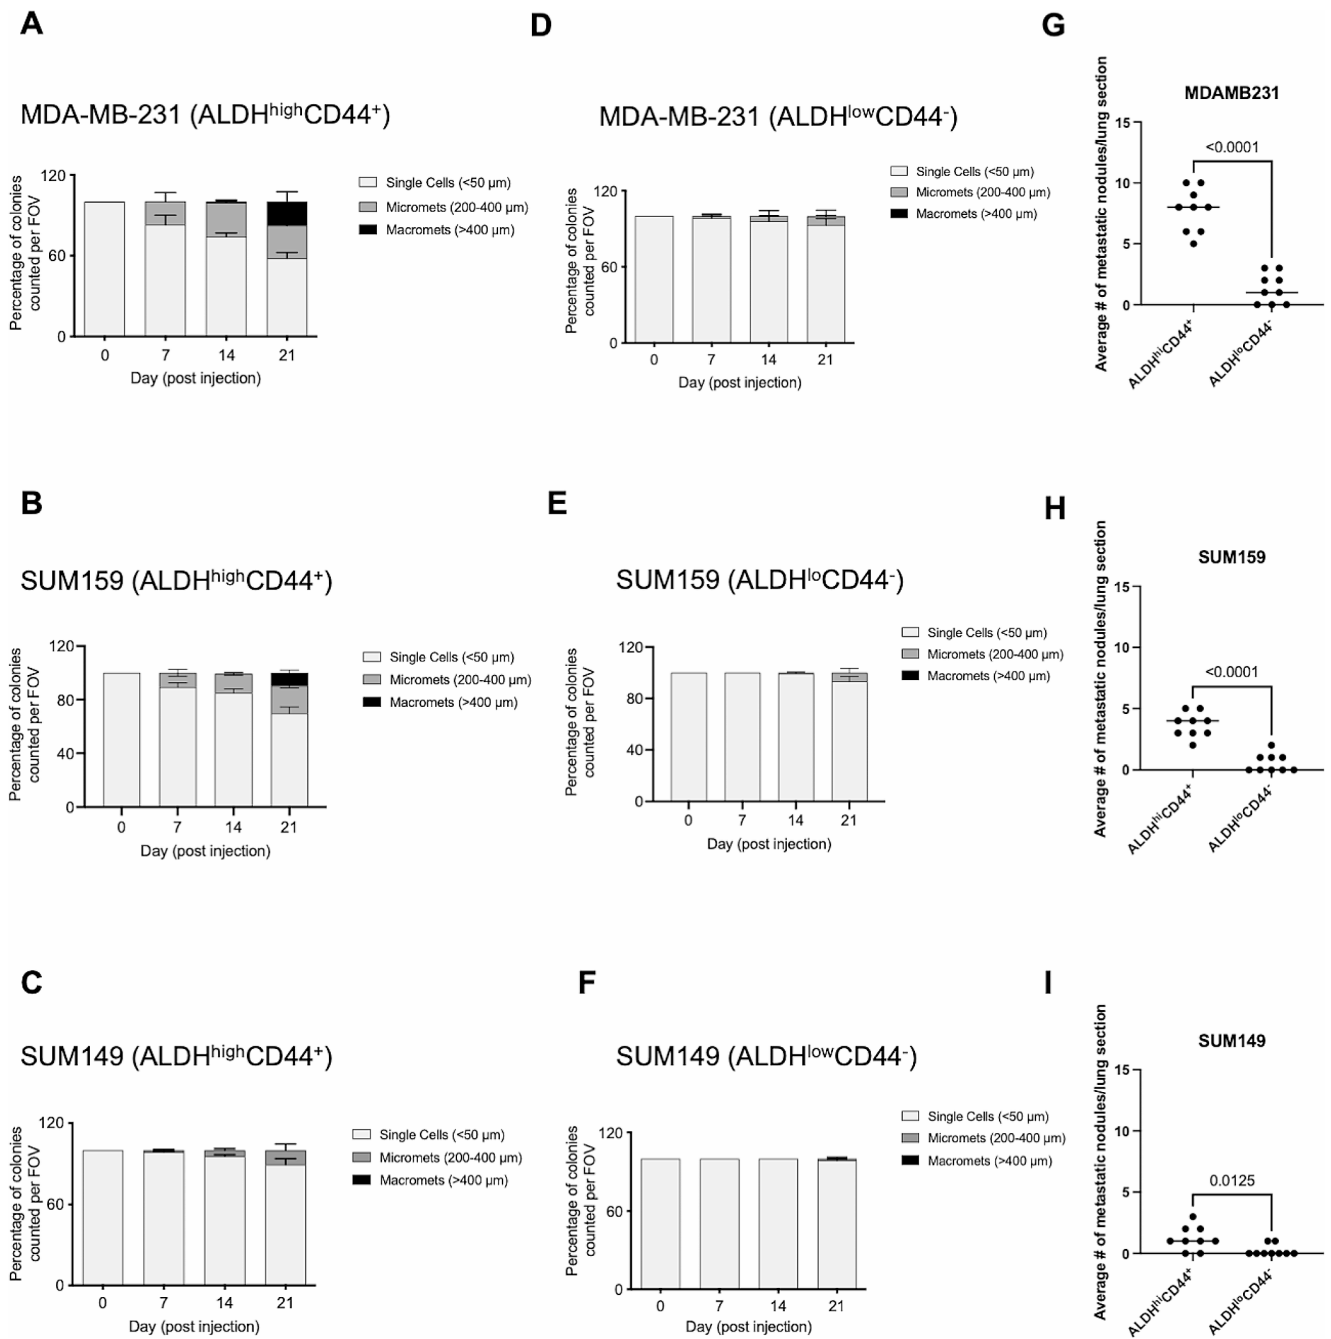 A
MDA-MB-231 (ALDHhighCD44+)
Percentage of colonies
counted per FOV
120
60
0
0 7 14 21
Day (post injection)
Single Cells (<50 µm)
Micromets (200-400 µm)
Macromets (>400 µm)
D
MDA-MB-231 (ALDHlowCD44-)
Percentage of colonies
counted per FOV
120
60
0
0 7 14 21
Day (post injection)
Single Cells (<50 µm)
Micromets (200-400 µm)
Macromets (>400 µm)
G
MDAMB231
Average # of metastatic nodules/lung section
15
10
5
0
<0.0001
ALDHhiCD44+
ALDHloCD44-
B
SUM159 (ALDHhighCD44+)
Percentage of colonies
counted per FOV
120
80
40
0
0 7 14 21
Day (post injection)
Single Cells (<50 µm)
Micromets (200-400 µm)
Macromets (>400 µm)
E
SUM159 (ALDHloCD44-)
Percentage of colonies
counted per FOV
120
80
40
0
0 7 14 21
Day (post injection)
Single Cells (<50 µm)
Micromets (200-400 µm)
Macromets (>400 µm)
H
SUM159
Average # of metastatic nodules/lung section
15
10
5
0
<0.0001
ALDHhiCD44+
ALDHloCD44-
C
SUM149 (ALDHhighCD44+)
Percentage of colonies
counted per FOV
120
60
0
0 7 14 21
Day (post injection)
Single Cells (<50 µm)
Micromets (200-400 µm)
Macromets (>400 µm)
F
SUM149 (ALDHlowCD44-)
Percentage of colonies
counted per FOV
120
60
0
0 7 14 21
Day (post injection)
Single Cells (<50 µm)
Micromets (200-400 µm)
Macromets (>400 µm)
I
SUM149
Average # of metastatic nodules/lung section
15
10
5
0
0.0125
ALDHhiCD44+
ALDHloCD44-